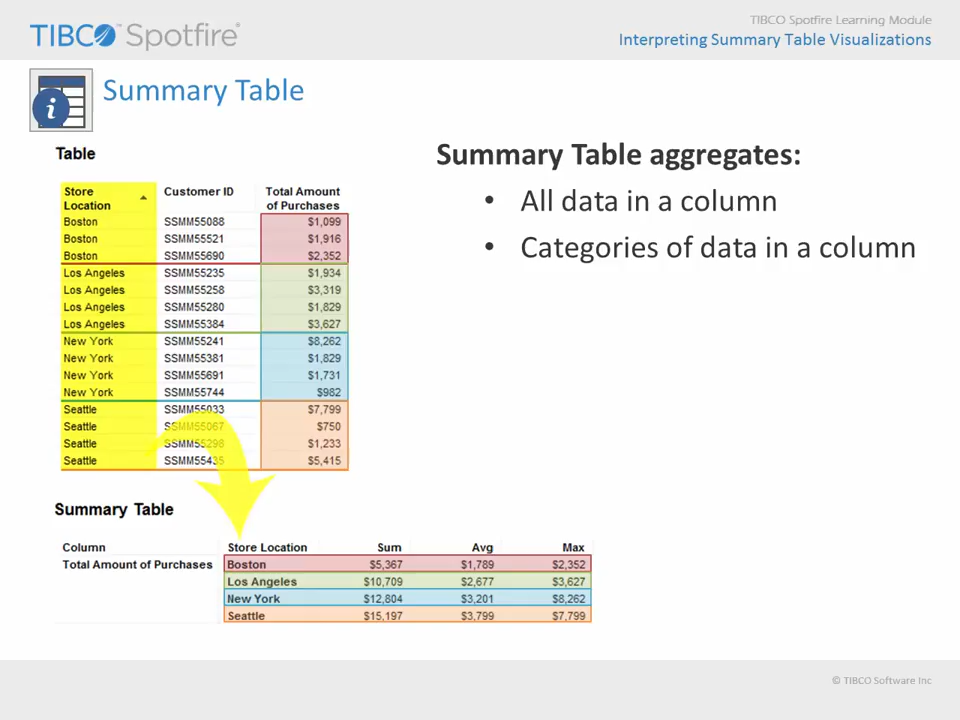 TIBCO Spotfire®
TIBCO Spotfire Learning Module
Interpreting Summary Table Visualizations
i
Summary Table
Table
Store Location Customer ID Total Amount of Purchases
Boston SSMM55088 $1,099
Boston SSMM55521 $1,916
Boston SSMM55690 $2,352
Los Angeles SSMM55235 $1,934
Los Angeles SSMM55258 $3,319
Los Angeles SSMM55280 $1,829
Los Angeles SSMM55384 $3,627
New York SSMM55241 $8,262
New York SSMM55381 $1,829
New York SSMM55691 $1,731
New York SSMM55744 $982
Seattle SSMM55033 $7,799
Seattle SSMM55067 $750
Seattle SSMM55298 $1,233
Seattle SSMM55435 $5,415
Summary Table aggregates:
• All data in a column
• Categories of data in a column
Summary Table
Column Store Location Sum Avg Max
Total Amount of Purchases Boston $5,367 $1,789 $2,352
Los Angeles $10,709 $2,677 $3,627
New York $12,804 $3,201 $8,262
Seattle $15,197 $3,799 $7,799
© TIBCO Software Inc